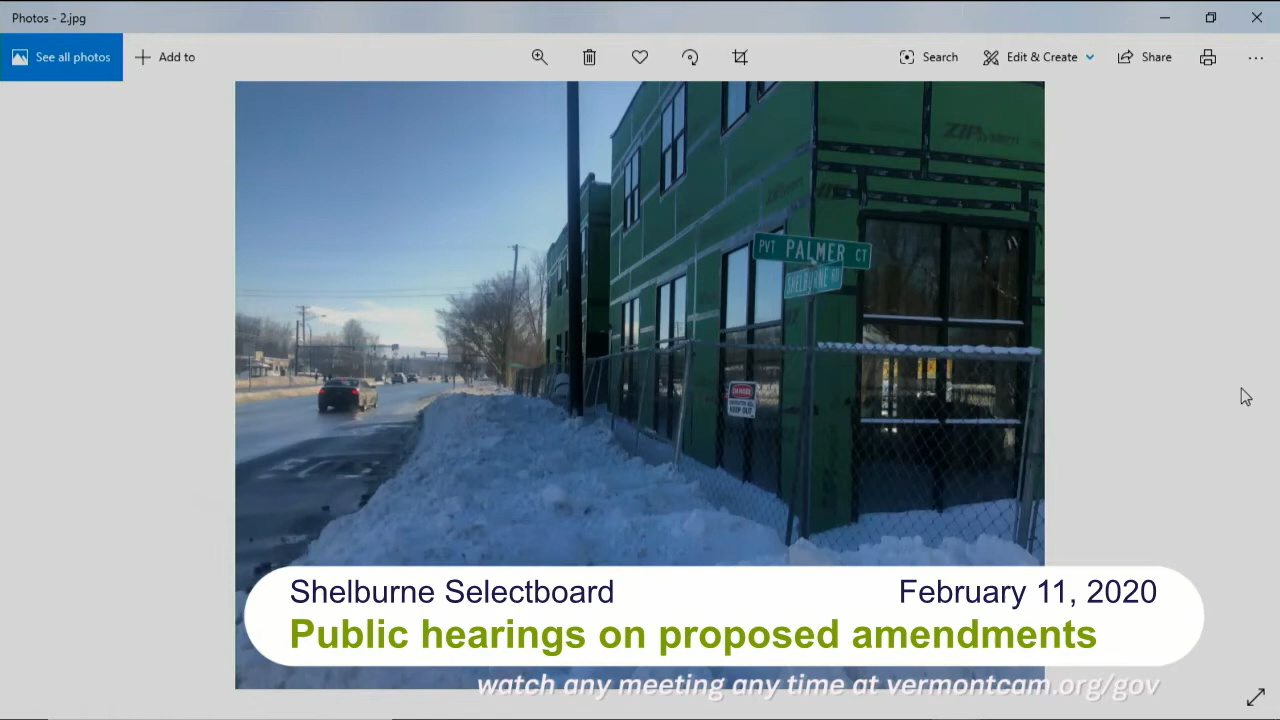 Photos - 2.jpg
See all photos
Add to
Search
Edit & Create
Share
ZIP System
PVT PALMER CT
SHELBURNE RD
DANGER
KEEP OUT
Shelburne Selectboard
February 11, 2020
Public hearings on proposed amendments
watch any meeting any time at vermontcam.org/gov